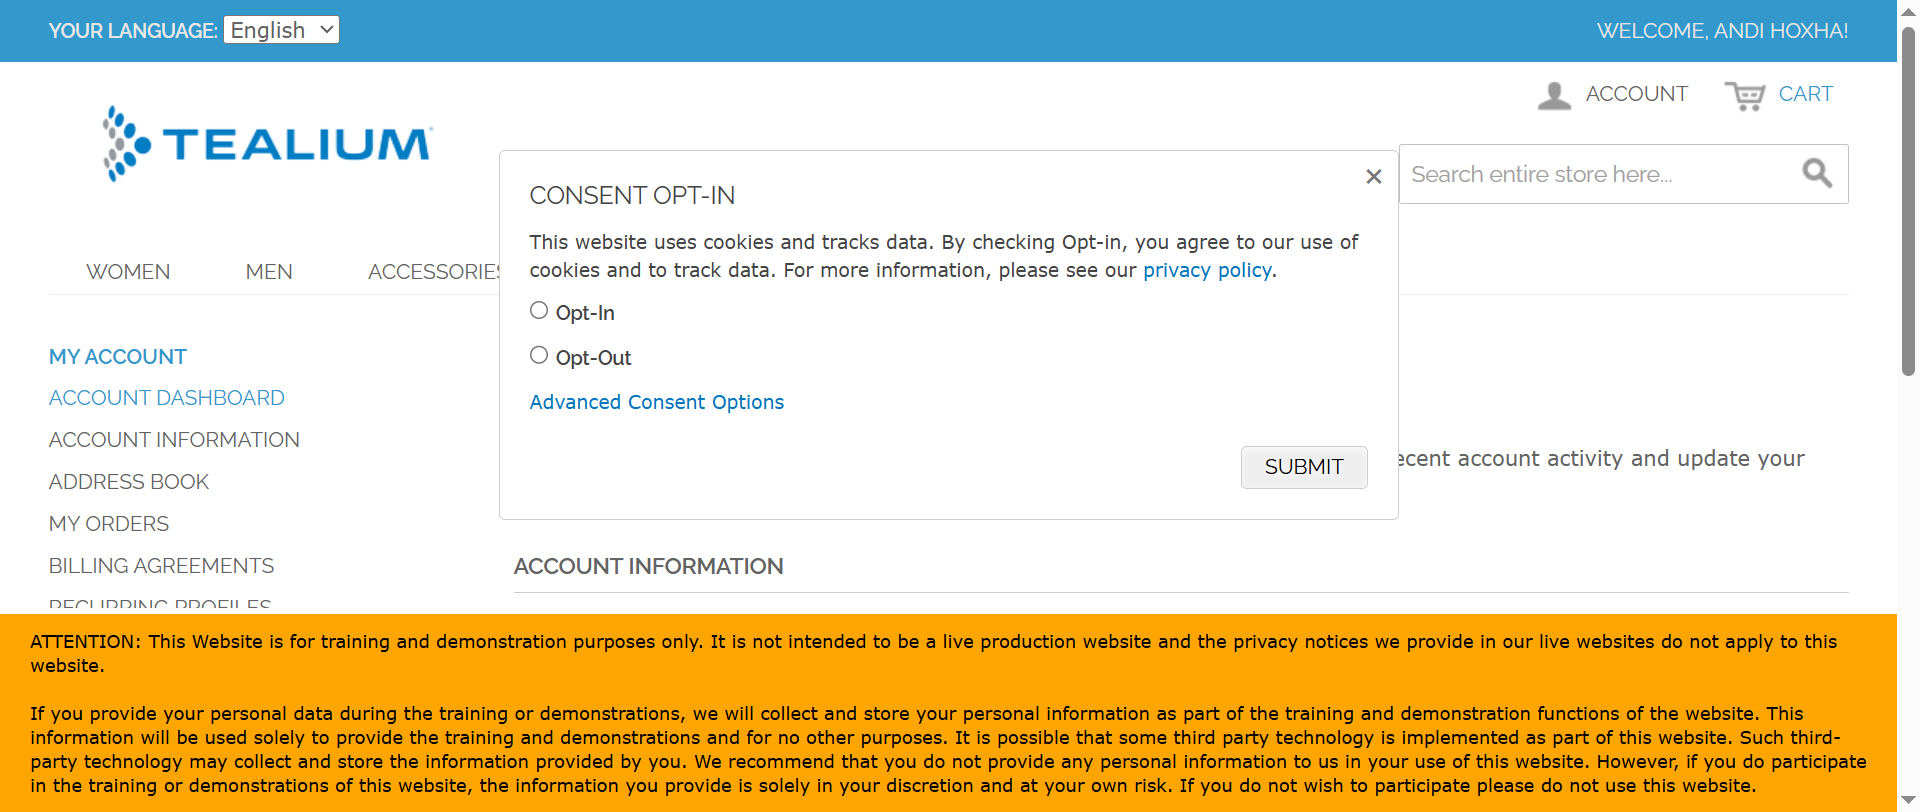 YOUR LANGUAGE: English
WELCOME, ANDI HOXHA!
TEALIUM
ACCOUNT
CART
Search entire store here...
WOMEN
MEN
ACCESSORIES
CONSENT OPT-IN
This website uses cookies and tracks data. By checking Opt-in, you agree to our use of
cookies and to track data. For more information, please see our privacy policy.
Opt-In
Opt-Out
Advanced Consent Options
SUBMIT
MY ACCOUNT
ACCOUNT DASHBOARD
ACCOUNT INFORMATION
ADDRESS BOOK
MY ORDERS
BILLING AGREEMENTS
RECURRING PROFILES
account activity and update your
ACCOUNT INFORMATION
ATTENTION: This Website is for training and demonstration purposes only. It is not intended to be a live production website and the privacy notices we provide in our live websites do not apply to this
website.
If you provide your personal data during the training or demonstrations, we will collect and store your personal information as part of the training and demonstration functions of the website. This
information will be used solely to provide the training and demonstrations and for no other purposes. It is possible that some third party technology is implemented as part of this website. Such third-
party technology may collect and store the information provided by you. We recommend that you do not provide any personal information to us in your use of this website. However, if you do participate
in the training or demonstrations of this website, the information you provide is solely in your discretion and at your own risk. If you do not wish to participate please do not use this website.